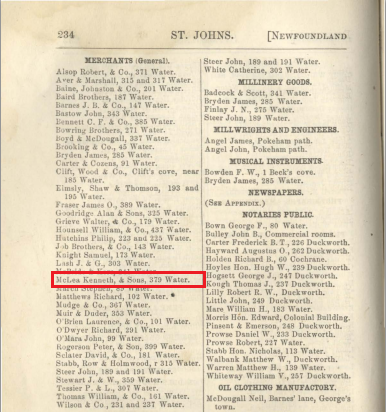 234 ST. JOHNS. [NEWFOUNDLAND
MERCHANTS (General).
Alsop Robert, & Co., 371 Water.
Aver & Marshall, 315 and 317 Water.
Baine, Johnston & Co., 201 Water.
Baird Brothers, 187 Water.
Barnes J. B. & Co., 147 Water.
Bastow John, 343 Water.
Bennett C. F. & Co., 385 Water.
Bowring Brothers, 271 Water.
Boyd & McDougall, 337 Water.
Brooking & Co., 45 Water.
Bryden James, 285 Water.
Carter & Cozens, 91 Water.
Clift, Wood & Co., Clift's cove, near
185 Water.
Elmsly, Shaw & Thomson, 193 and
195 Water.
Fraser James O., 389 Water.
Goodridge Alan & Sons, 325 Water.
Grieve Walter, & Co., 179 Water.
Hounsell William, & Co., 437 Water.
Hutchins Philip, 223 and 225 Water.
Job Brothers, & Co., 143 Water.
Knight Samuel, 173 Water.
Lash J. & G., 303 Water.
McLea Kenneth, & Sons, 379 Water.
Matthews Richard, 102 Water.
Mudge & Co., 367 Water.
Muir & Duder, 353 Water.
O'Brien Laurence, & Co., 191 Water.
O'Dwyer Richard, 291 Water.
O'Mara John, 99 Water.
Rogerson Peter, & Son, 399 Water.
Sclater David, & Co., 181 Water.
Stabb, Row & Holmwood, r 315 Water.
Steer John, 189 and 191 Water.
Stewart J. & W., 359 Water.
Tessier P. & L., 307 Water.
Thomas William, & Co., 161 Water.
Wilson & Co., 231 and 237 Water.
Steer John, 189 and 191 Water.
White Catherine, 302 Water.
MILLINERY GOODS.
Badcock & Scott, 341 Water.
Bryden James, 285 Water.
Finlay J. N., 275 Water.
Steer John, 189 Water.
MILLWRIGHTS AND ENGINEERS.
Angel James, Pokeham path.
Angel John, Pokeham path.
MUSICAL INSTRUMENTS.
Bowden F. W., 1 Beck's cove.
Bryden James, 285 Water.
NEWSPAPERS.
(SEE APPENDIX.)
NOTARIES PUBLIC.
Bown George F., 80 Water.
Bulley John B., Commercial rooms.
Carter Frederick B. T., 226 Duckworth.
Hayward Augustus O., 262 Duckworth.
Holden Richard B., 60 Cochrane.
Hoyles Hon. Hugh W., 239 Duckworth.
Hogsett George J., 247 Duckworth.
Kough Thomas J., 237 Duckworth.
Lilly Robert R. W., Duckworth.
Little John, 249 Duckworth.
Mare William H., 183 Water.
Morris Hon. Edward, Colonial Building.
Pinsent & Emerson, 248 Duckworth.
Prowse Daniel W., 233 Duckworth.
Prowse Robert, 227 Water.
Stabb Hon. Nicholas, 113 Water.
Walbank Matthew W., Duckworth.
Warren Matthew H., 139 Water.
Whiteway William V., 231 Duckworth.
OIL CLOTHING MANUFACTORY.
McDougall Neil, Barnes' lane, George's
town.